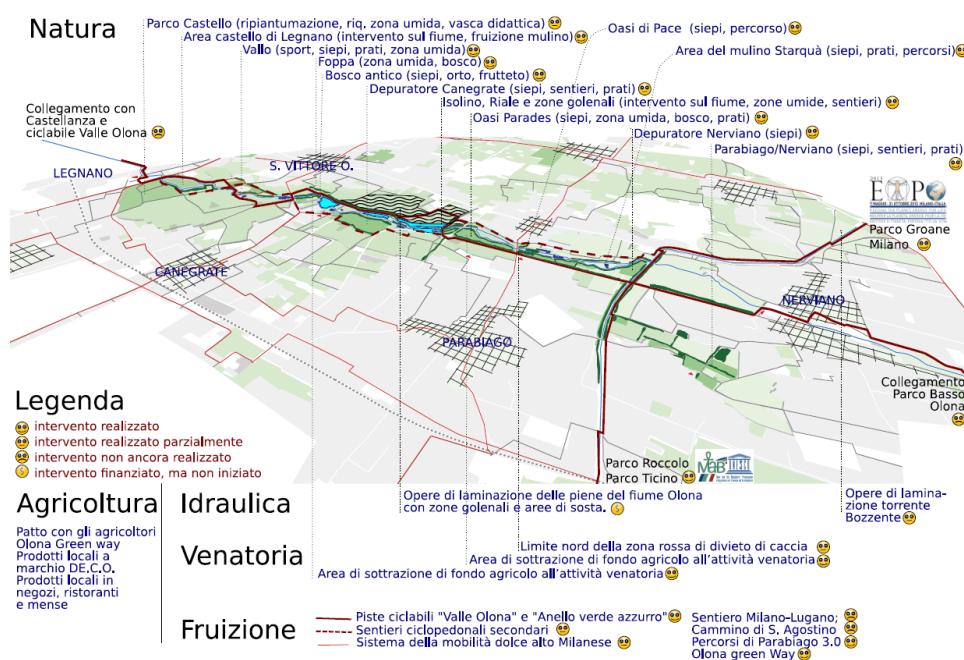 Natura
Parco Castello (ripiantumazione, riq. zona umida, vasca didattica)
Area castello di Legnano (intervento sul fiume, fruizione mulino)
Vallo (sport, siepi, prati, zona umida)
Foppa (zona umida, bosco)
Bosco antico (siepi, orto, frutteto)
Depuratore Canegrate (siepi, sentieri, prati)
Isolino, Riale e zone golenali (intervento sul fiume, zone umide, sentieri)
Oasi Parades (siepi, zona umida, bosco, prati)
Depuratore Nerviano (siepi)
Parabiago/Nerviano (siepi, sentieri, prati)
Oasi di Pace (siepi, percorso)
Area del mulino Starquà (siepi, prati, percorsi)
Collegamento con
Castellanza e
ciclabile Valle Olona
LEGNANO
S. VITTORE O.
CANEGRATE
PARABIAGO
NERVIANO
EXPO
Parco Groane
Milano
Collegamento
Parco Basso
Olona
Parco Roccolo
Parco Ticino
MaB
Legenda
intervento realizzato
intervento realizzato parzialmente
intervento non ancora realizzato
intervento finanziato, ma non iniziato
Agricoltura
Patto con gli agricoltori
Olona Green way
Prodotti locali a
marchio DE.C.O.
Prodotti locali in
negozi, ristoranti
e mense
Idraulica
Opere di laminazione delle piene del fiume Olona
con zone golenali e aree di sosta.
Opere di lamina-
zione torrente
Bozzente
Venatoria
Limite nord della zona rossa di divieto di caccia
Area di sottrazione di fondo agricolo all'attività venatoria
Area di sottrazione di fondo agricolo all'attività venatoria
Fruizione
Piste ciclabili "Valle Olona" e "Anello verde azzurro"
Sentieri ciclopedonali secondari
Sistema della mobilità dolce alto Milanese
Sentiero Milano-Lugano;
Cammino di S. Agostino
Percorsi di Parabiago 3.0
Olona green Way